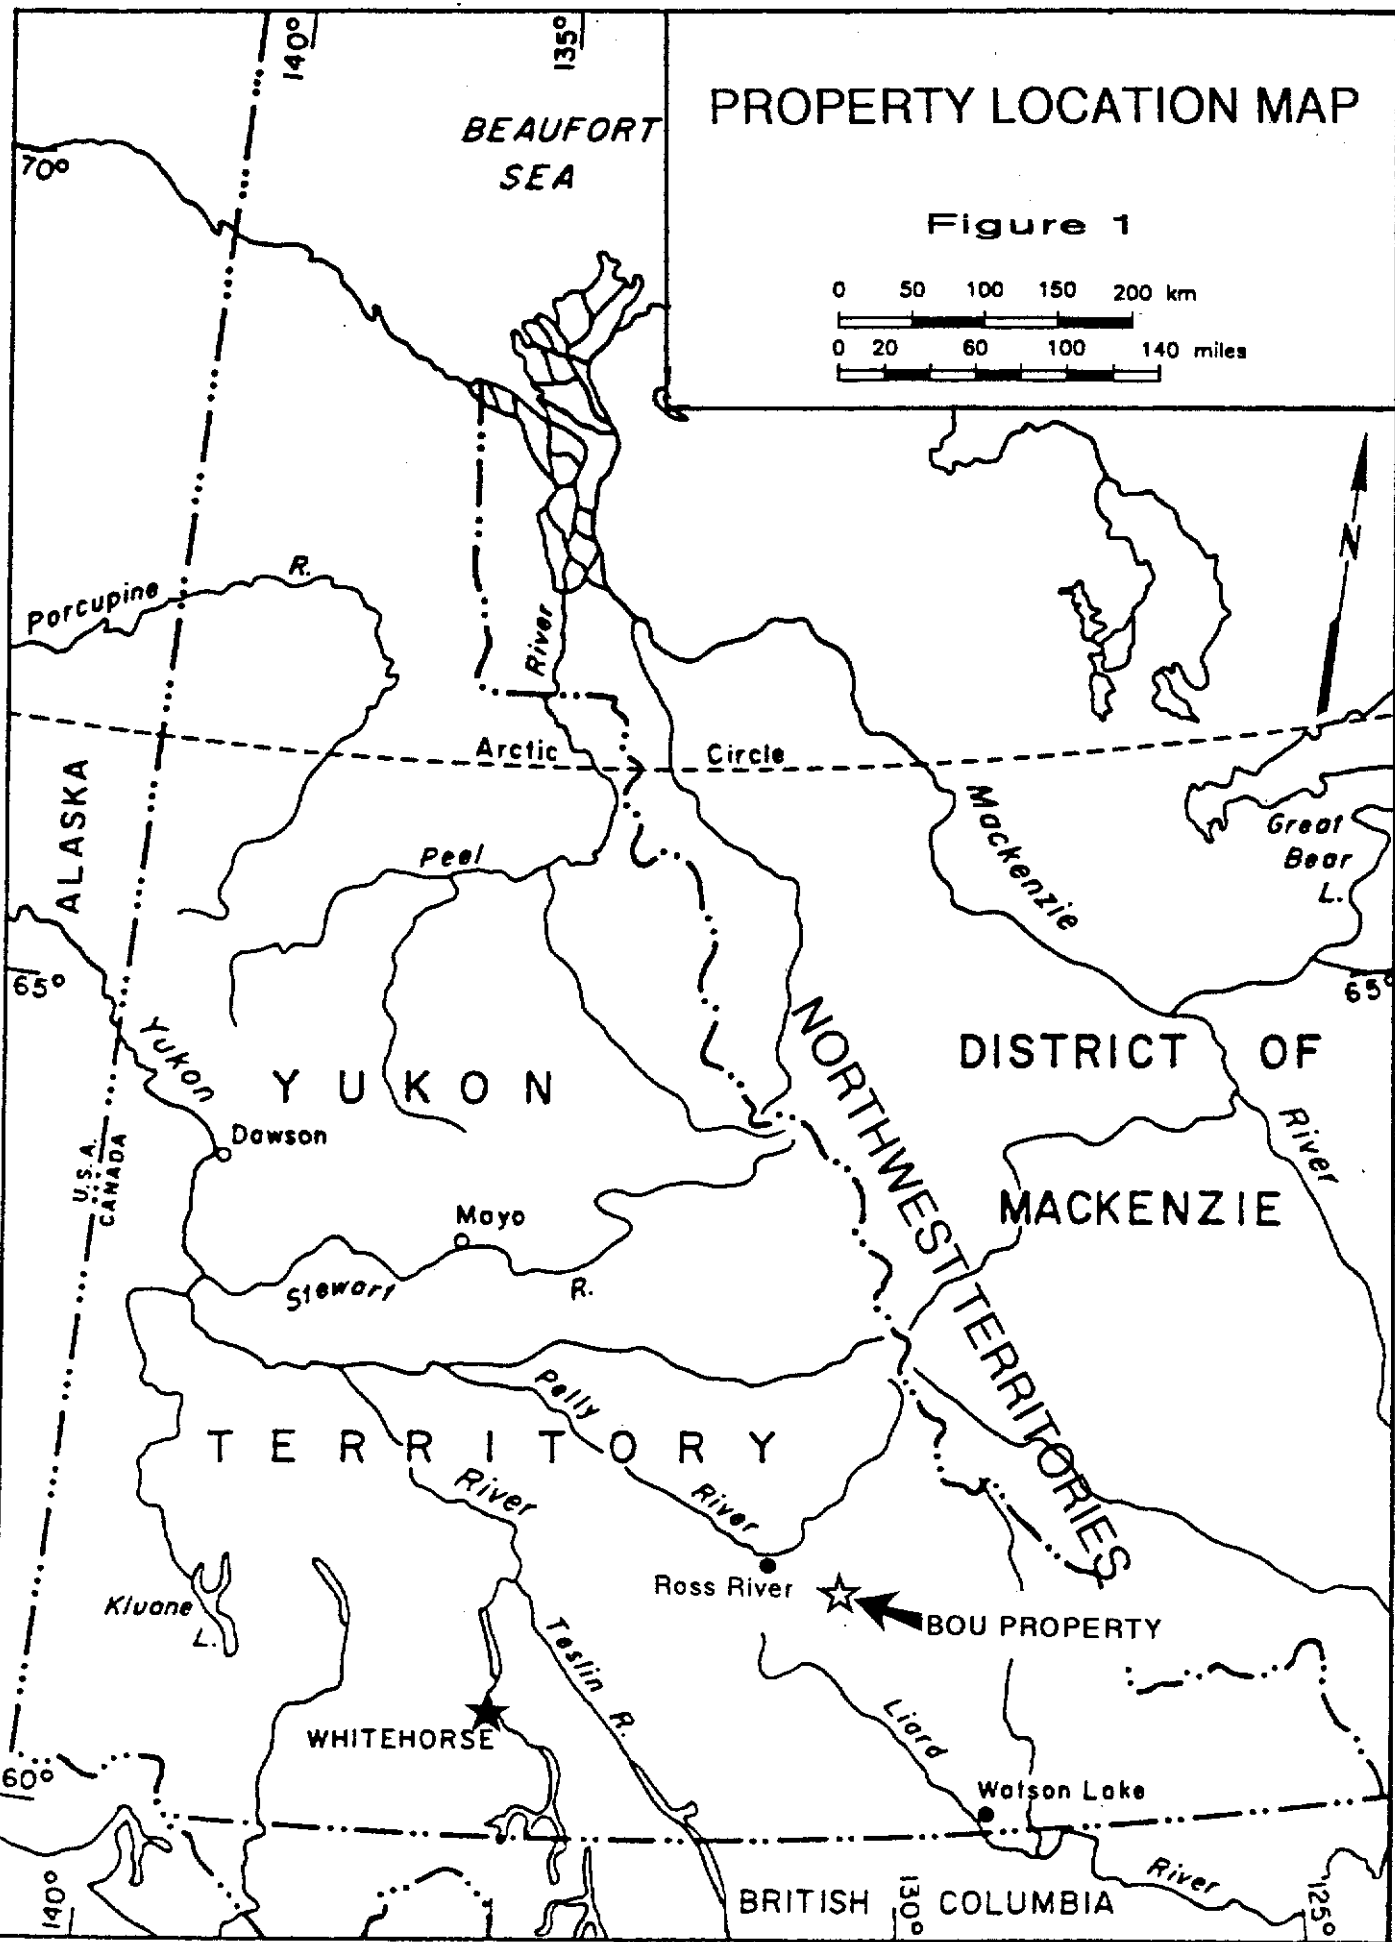 140°
135°
PROPERTY LOCATION MAP
BEAUFORT
SEA
70°
Figure 1
0 50 100 150 200 km
0 20 60 100 140 miles
N
Porcupine R.
River
Arctic Circle
ALASKA
Mackenzie
Great
Bear
L.
Peel
65°
65°
Yukon
YUKON
NORTHWEST TERRITORIES
DISTRICT OF
MACKENZIE
River
Dawson
U.S.A.
CANADA
Mayo
Stewart R.
Pelly
TERRITORY
River
River
Ross River
BOU PROPERTY
Kluane
L.
Teslin R.
WHITEHORSE
Liard
Watson Lake
60°
River
BRITISH COLUMBIA
140°
130°
125°